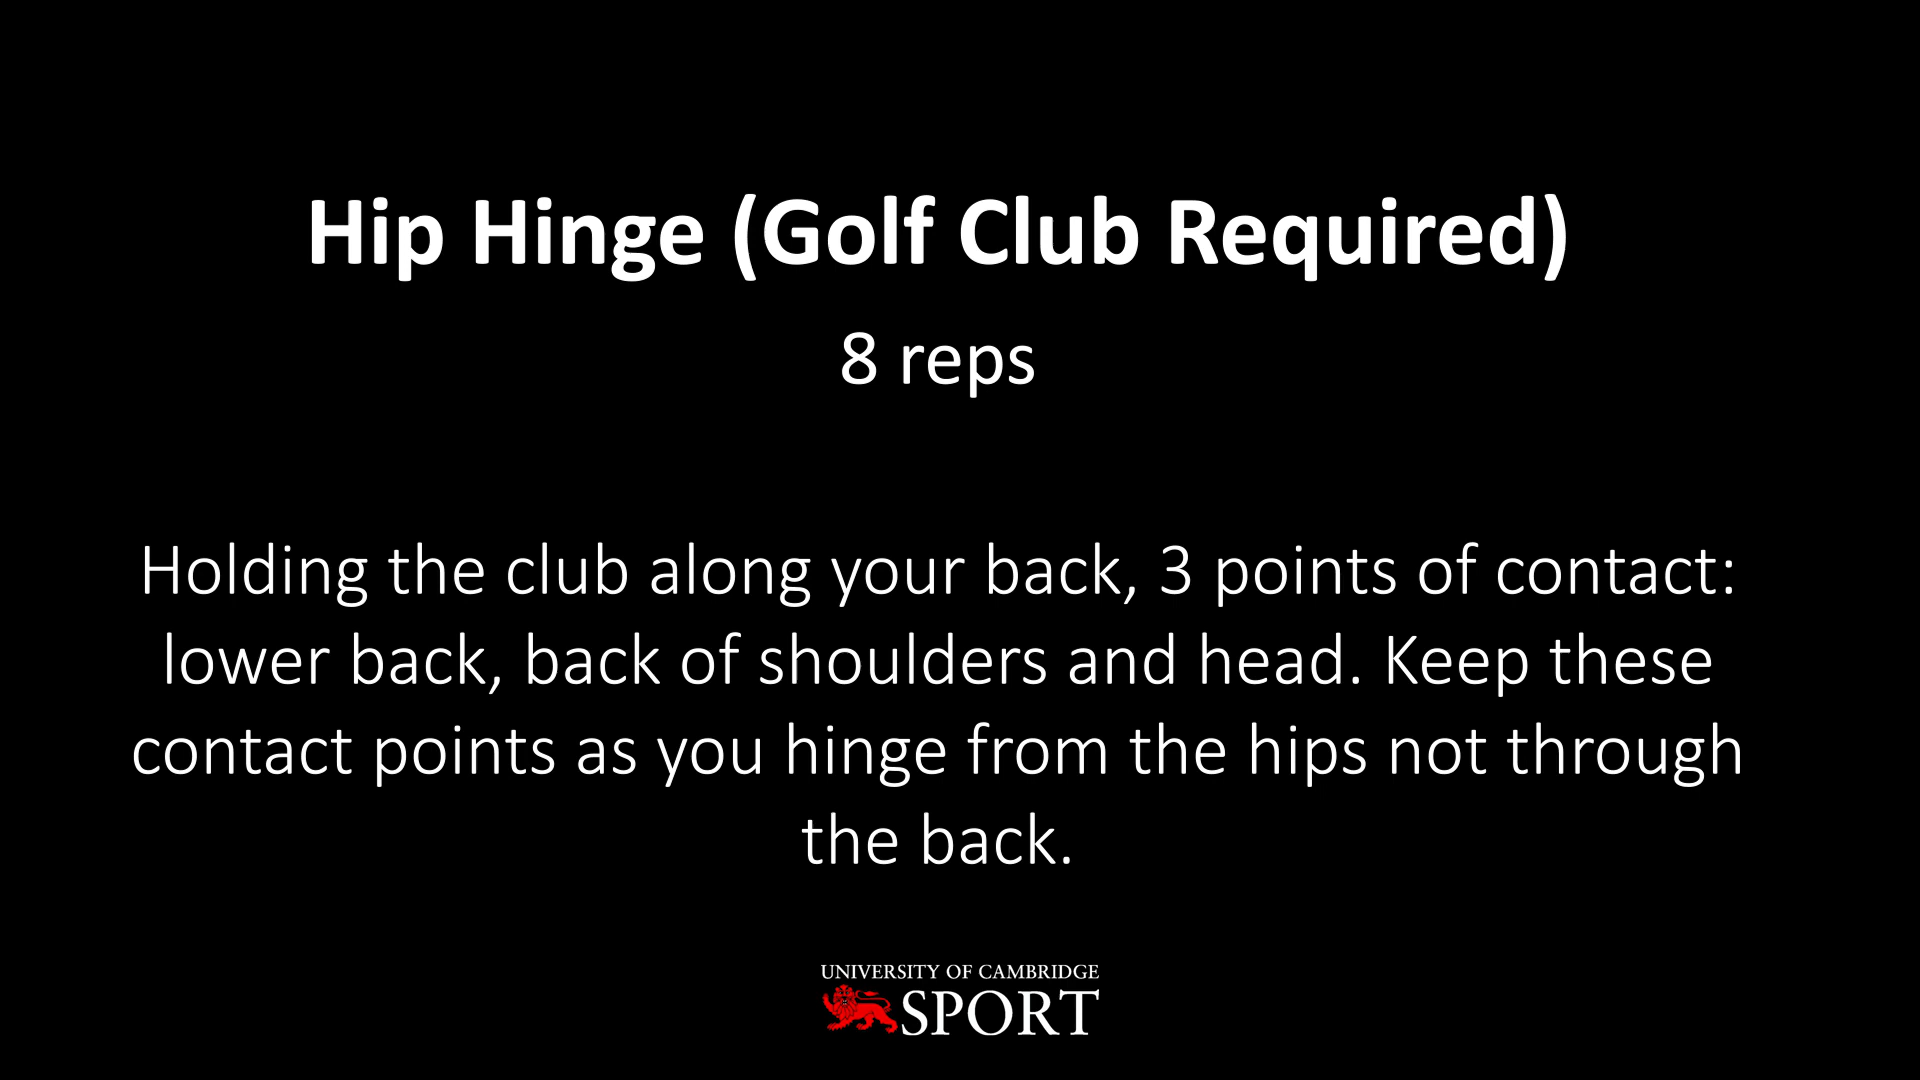 Hip Hinge (Golf Club Required)
8 reps
Holding the club along your back, 3 points of contact:
lower back, back of shoulders and head. Keep these
contact points as you hinge from the hips not through
the back.
UNIVERSITY OF CAMBRIDGE
SPORT